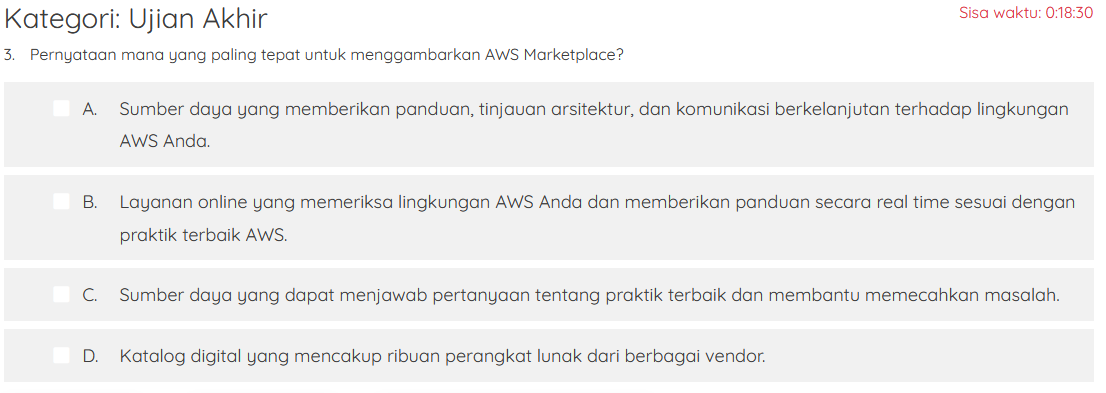 Kategori: Ujian Akhir
Sisa waktu: 0:18:30
3. Pernyataan mana yang paling tepat untuk menggambarkan AWS Marketplace?
A. Sumber daya yang memberikan panduan, tinjauan arsitektur, dan komunikasi berkelanjutan terhadap lingkungan
AWS Anda.
B. Layanan online yang memeriksa lingkungan AWS Anda dan memberikan panduan secara real time sesuai dengan
praktik terbaik AWS.
C. Sumber daya yang dapat menjawab pertanyaan tentang praktik terbaik dan membantu memecahkan masalah.
D. Katalog digital yang mencakup ribuan perangkat lunak dari berbagai vendor.